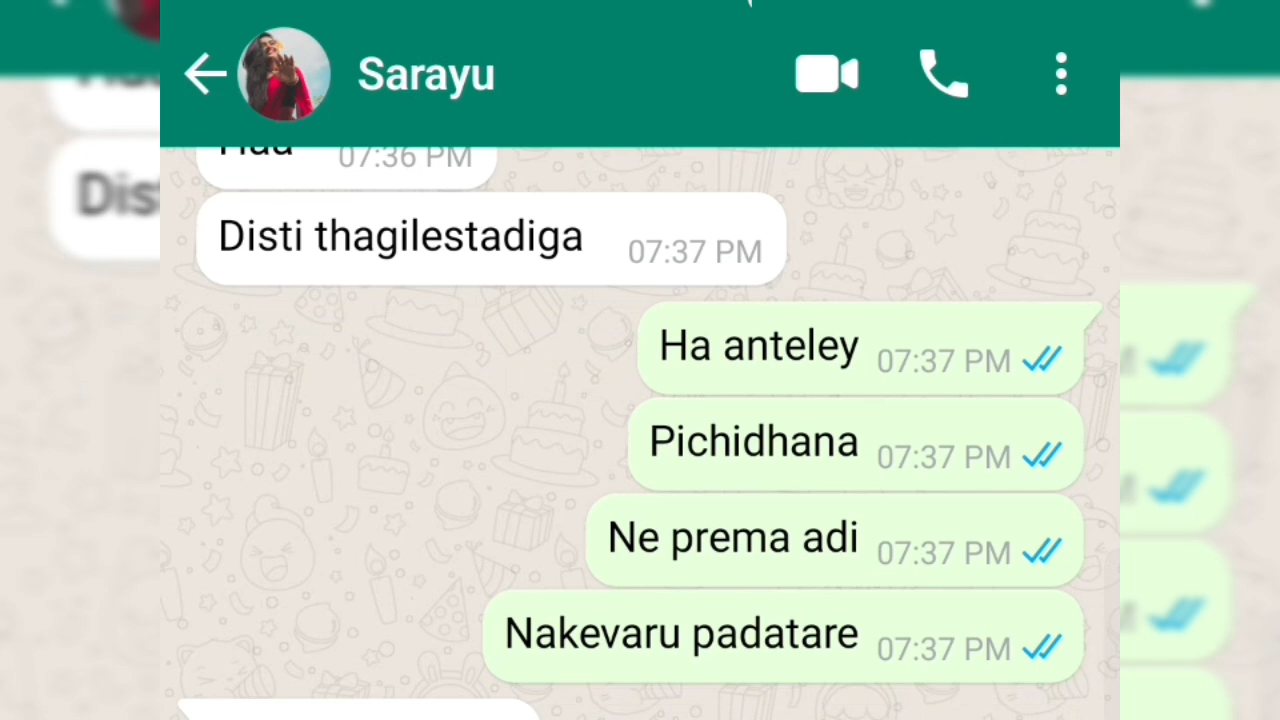 Sarayu
07:36 PM
Disti thagilestadiga
07:37 PM
Ha anteley
07:37 PM
Pichidhana
07:37 PM
Ne prema adi
07:37 PM
Nakevaru padatare
07:37 PM